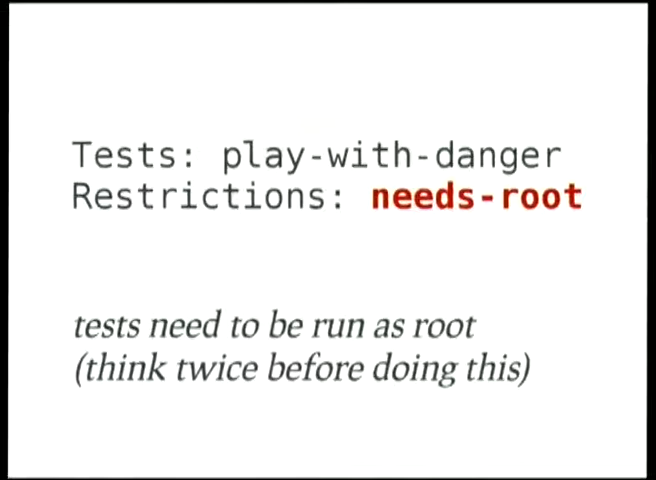 Tests: play-with-danger
Restrictions: needs-root
tests need to be run as root
(think twice before doing this)